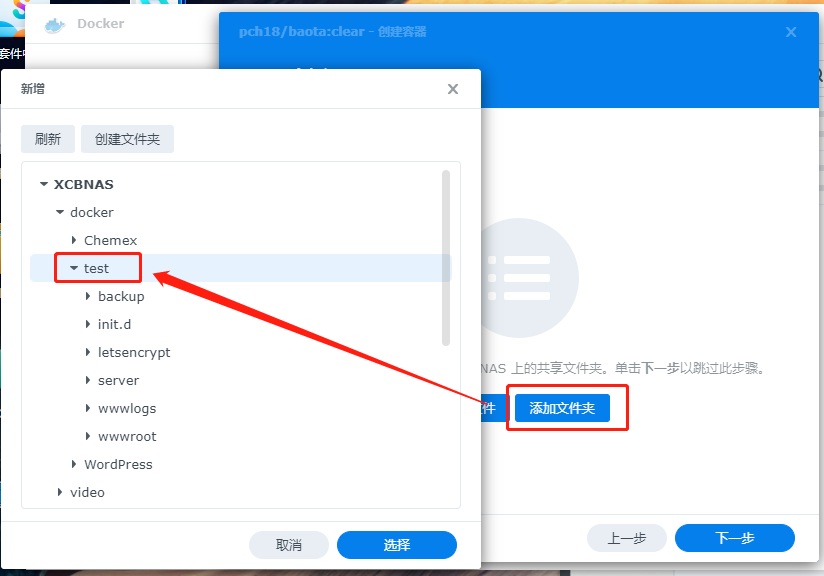 Docker
pch18/baota:clear - 创建容器
套件中
新增
刷新
创建文件夹
XCBNAS
docker
Chemex
test
backup
init.d
letsencrypt
server
wwwlogs
wwwroot
WordPress
video
取消
选择
NAS 上的共享文件夹。单击下一步以跳过此步骤。
件
添加文件夹
上一步
下一步